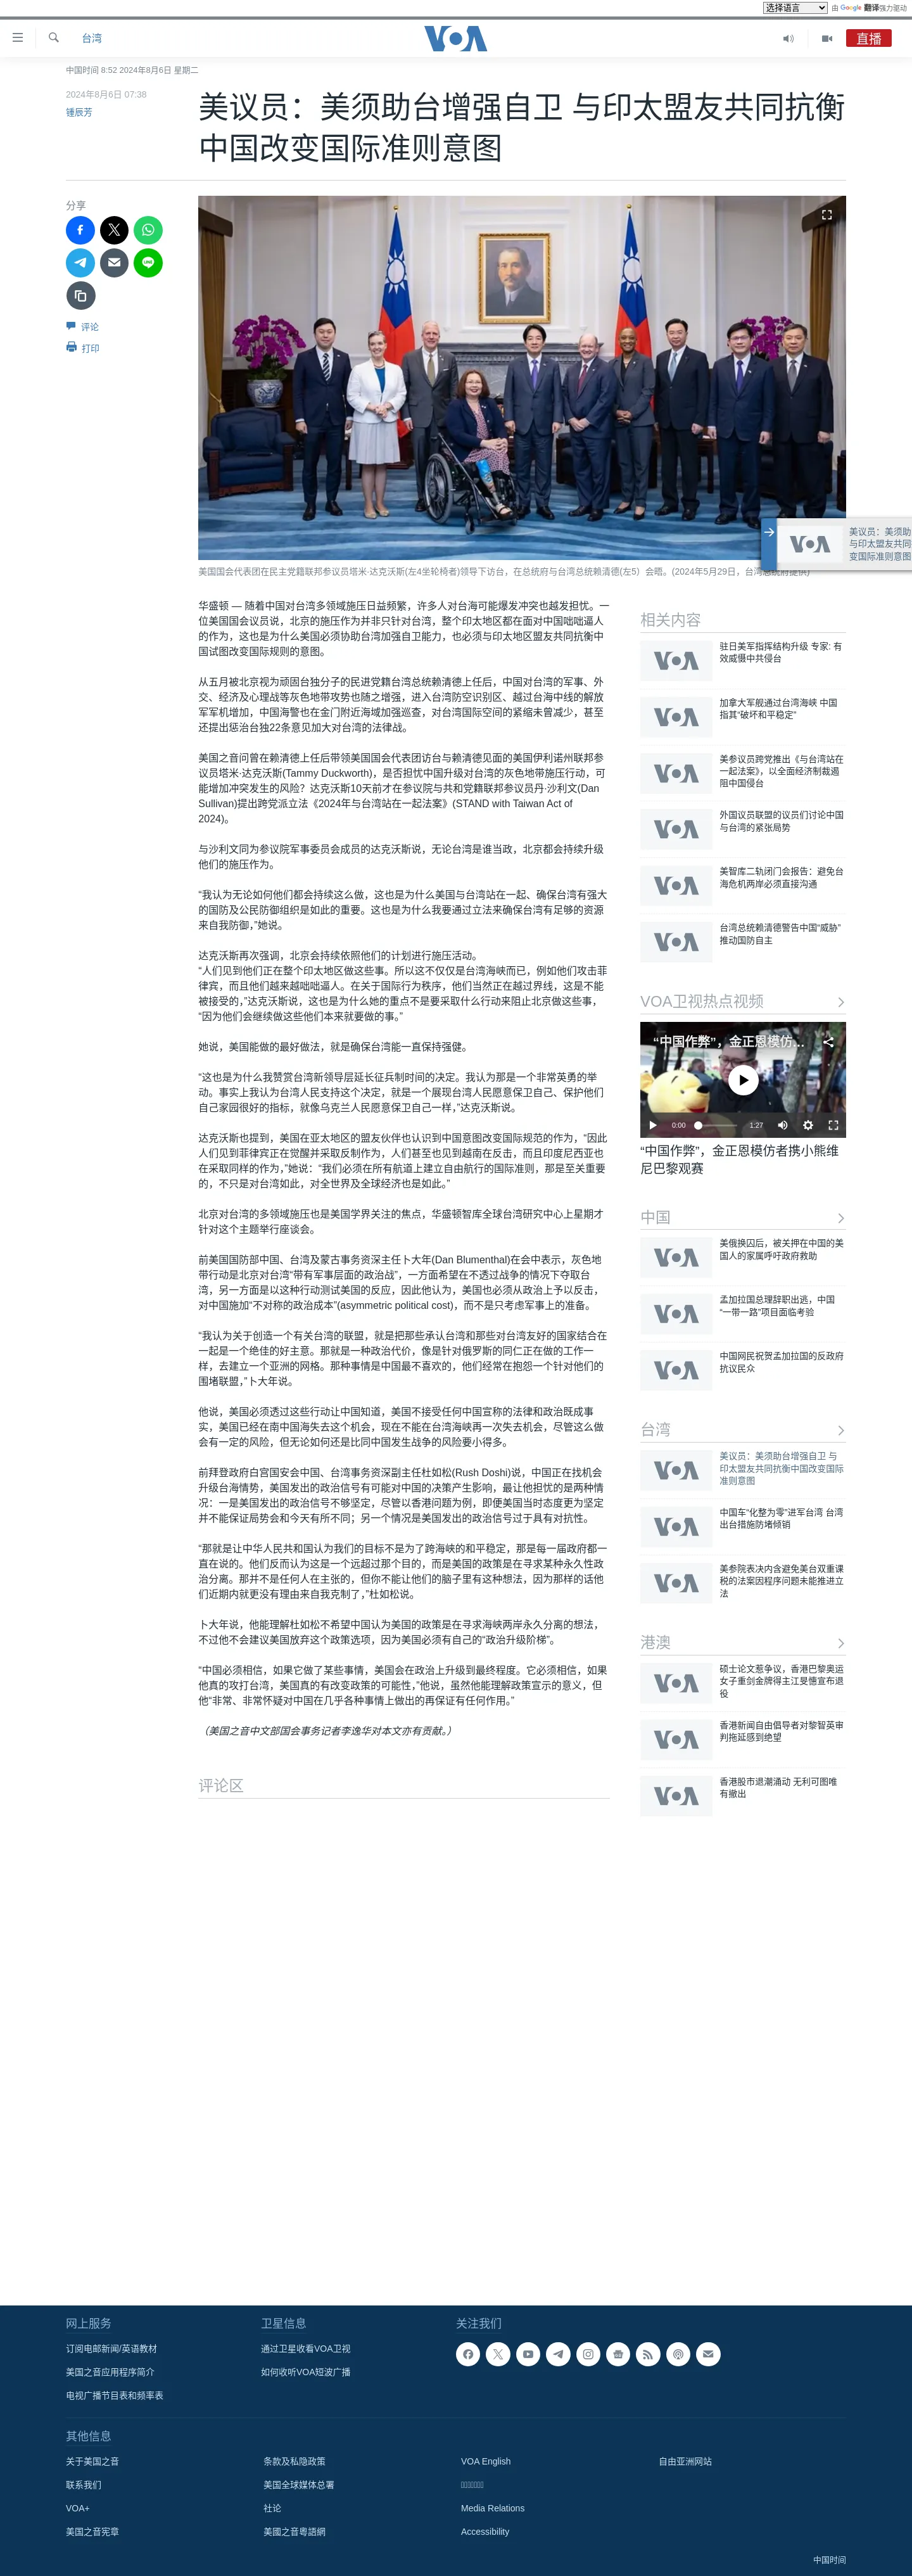 选择语言 由 Google 翻译强力驱动
台湾
VOA
直播
中国时间 8:52 2024年8月6日 星期二
2024年8月6日 07:38
锺辰芳
美议员：美须助台增强自卫 与印太盟友共同抗衡
中国改变国际准则意图
分享
评论
打印
美国国会代表团在民主党籍联邦参议员塔米·达克沃斯(左4坐轮椅者)领导下访台，在总统府与台湾总统赖清德(左5）会晤。(2024年5月29日，台湾总统府提供)
VOA
美议员：美须助
与印太盟友共同
变国际准则意图
华盛顿 — 随着中国对台湾多领域施压日益频繁，许多人对台海可能爆发冲突也越发担忧。一
位美国国会议员说，北京的施压作为并非只针对台湾，整个印太地区都在面对中国咄咄逼人
的作为，这也是为什么美国必须协助台湾加强自卫能力，也必须与印太地区盟友共同抗衡中
国试图改变国际规则的意图。
从五月被北京视为顽固台独分子的民进党籍台湾总统赖清德上任后，中国对台湾的军事、外
交、经济及心理战等灰色地带攻势也随之增强，进入台湾防空识别区、越过台海中线的解放
军军机增加，中国海警也在金门附近海域加强巡查，对台湾国际空间的紧缩未曾减少，甚至
还提出惩治台独22条意见加大对台湾的法律战。
美国之音问曾在赖清德上任后带领美国国会代表团访台与赖清德见面的美国伊利诺州联邦参
议员塔米·达克沃斯(Tammy Duckworth)，是否担忧中国升级对台湾的灰色地带施压行动，可
能增加冲突发生的风险？达克沃斯10天前才在参议院与共和党籍联邦参议员丹·沙利文(Dan
Sullivan)提出跨党派立法《2024年与台湾站在一起法案》(STAND with Taiwan Act of
2024)。
与沙利文同为参议院军事委员会成员的达克沃斯说，无论台湾是谁当政，北京都会持续升级
他们的施压作为。
“我认为无论如何他们都会持续这么做，这也是为什么美国与台湾站在一起、确保台湾有强大
的国防及公民防御组织是如此的重要。这也是为什么我要通过立法来确保台湾有足够的资源
来自我防御，”她说。
达克沃斯再次强调，北京会持续依照他们的计划进行施压活动。
“人们见到他们正在整个印太地区做这些事。所以这不仅仅是台湾海峡而已，例如他们攻击菲
律宾，而且他们越来越咄咄逼人。在关于国际行为秩序，他们当然正在越过界线，这是不能
被接受的，”达克沃斯说，这也是为什么她的重点不是要采取什么行动来阻止北京做这些事，
“因为他们会继续做这些他们本来就要做的事。”
她说，美国能做的最好做法，就是确保台湾能一直保持强健。
“这也是为什么我赞赏台湾新领导层延长征兵制时间的决定。我认为那是一个非常英勇的举
动。事实上我认为台湾人民支持这个决定，就是一个展现台湾人民愿意保卫自己、保护他们
自己家园很好的指标，就像乌克兰人民愿意保卫自己一样，”达克沃斯说。
达克沃斯也提到，美国在亚太地区的盟友伙伴也认识到中国意图改变国际规范的作为，“因此
人们见到菲律宾正在觉醒并采取反制作为，人们甚至也见到越南在反击，而且印度尼西亚也
在采取同样的作为，”她说：“我们必须在所有航道上建立自由航行的国际准则，那是至关重要
的，不只是对台湾如此，对全世界及全球经济也是如此。”
北京对台湾的多领域施压也是美国学界关注的焦点，华盛顿智库全球台湾研究中心上星期才
针对这个主题举行座谈会。
前美国国防部中国、台湾及蒙古事务资深主任卜大年(Dan Blumenthal)在会中表示，灰色地
带行动是北京对台湾“带有军事层面的政治战”，一方面希望在不透过战争的情况下夺取台
湾，另一方面是以这种行动测试美国的反应，因此他认为，美国也必须从政治上予以反击，
对中国施加“不对称的政治成本”(asymmetric political cost)，而不是只考虑军事上的准备。
“我认为关于创造一个有关台湾的联盟，就是把那些承认台湾和那些对台湾友好的国家结合在
一起是一个绝佳的好主意。那就是一种政治代价，像是针对俄罗斯的同仁正在做的工作一
样，去建立一个亚洲的网格。那种事情是中国最不喜欢的，他们经常在抱怨一个针对他们的
围堵联盟，”卜大年说。
他说，美国必须透过这些行动让中国知道，美国不接受任何中国宣称的法律和政治既成事
实，美国已经在南中国海失去这个机会，现在不能在台湾海峡再一次失去机会，尽管这么做
会有一定的风险，但无论如何还是比同中国发生战争的风险要小得多。
前拜登政府白宫国安会中国、台湾事务资深副主任杜如松(Rush Doshi)说，中国正在找机会
升级台海情势，美国发出的政治信号有可能对中国的决策产生影响，最让他担忧的是两种情
况：一是美国发出的政治信号不够坚定，尽管以香港问题为例，即便美国当时态度更为坚定
并不能保证局势会和今天有所不同；另一个情况是美国发出的政治信号过于具有对抗性。
“那就是让中华人民共和国认为我们的目标不是为了跨海峡的和平稳定，那是每一届政府都一
直在说的。他们反而认为这是一个远超过那个目的，而是美国的政策是在寻求某种永久性政
治分离。那并不是任何人在主张的，但你不能让他们的脑子里有这种想法，因为那样的话他
们近期内就更没有理由来自我克制了，”杜如松说。
卜大年说，他能理解杜如松不希望中国认为美国的政策是在寻求海峡两岸永久分离的想法，
不过他不会建议美国放弃这个政策选项，因为美国必须有自己的“政治升级阶梯”。
“中国必须相信，如果它做了某些事情，美国会在政治上升级到最终程度。它必须相信，如果
他真的攻打台湾，美国真的有改变政策的可能性，”他说，虽然他能理解政策宣示的意义，但
他“非常、非常怀疑对中国在几乎各种事情上做出的再保证有任何作用。”
（美国之音中文部国会事务记者李逸华对本文亦有贡献。）
评论区
相关内容
VOA
驻日美军指挥结构升级 专家: 有
效威慑中共侵台
VOA
加拿大军舰通过台湾海峡 中国
指其“破坏和平稳定”
VOA
美参议员跨党推出《与台湾站在
一起法案》，以全面经济制裁遏
阻中国侵台
VOA
外国议员联盟的议员们讨论中国
与台湾的紧张局势
VOA
美智库二轨闭门会报告：避免台
海危机两岸必须直接沟通
VOA
台湾总统赖清德警告中国“威胁”
推动国防自主
VOA卫视热点视频
“中国作弊”，金正恩模仿...
0:00 1:27
“中国作弊”，金正恩模仿者携小熊维
尼巴黎观赛
中国
VOA
美俄换囚后，被关押在中国的美
国人的家属呼吁政府救助
VOA
孟加拉国总理辞职出逃，中国
“一带一路”项目面临考验
VOA
中国网民祝贺孟加拉国的反政府
抗议民众
台湾
VOA
美议员：美须助台增强自卫 与
印太盟友共同抗衡中国改变国际
准则意图
VOA
中国车“化整为零”进军台湾 台湾
出台措施防堵倾销
VOA
美参院表决内含避免美台双重课
税的法案因程序问题未能推进立
法
港澳
VOA
硕士论文惹争议，香港巴黎奥运
女子重剑金牌得主江旻憓宣布退
役
VOA
香港新闻自由倡导者对黎智英审
判拖延感到绝望
VOA
香港股市退潮涌动 无利可图唯
有撤出
网上服务
订阅电邮新闻/英语教材
美国之音应用程序简介
电视广播节目表和频率表
卫星信息
通过卫星收看VOA卫视
如何收听VOA短波广播
关注我们
其他信息
关于美国之音
联系我们
VOA+
美国之音宪章
条款及私隐政策
美国全球媒体总署
社论
美國之音粵語網
VOA English
Media Relations
Accessibility
自由亚洲网站
中国时间